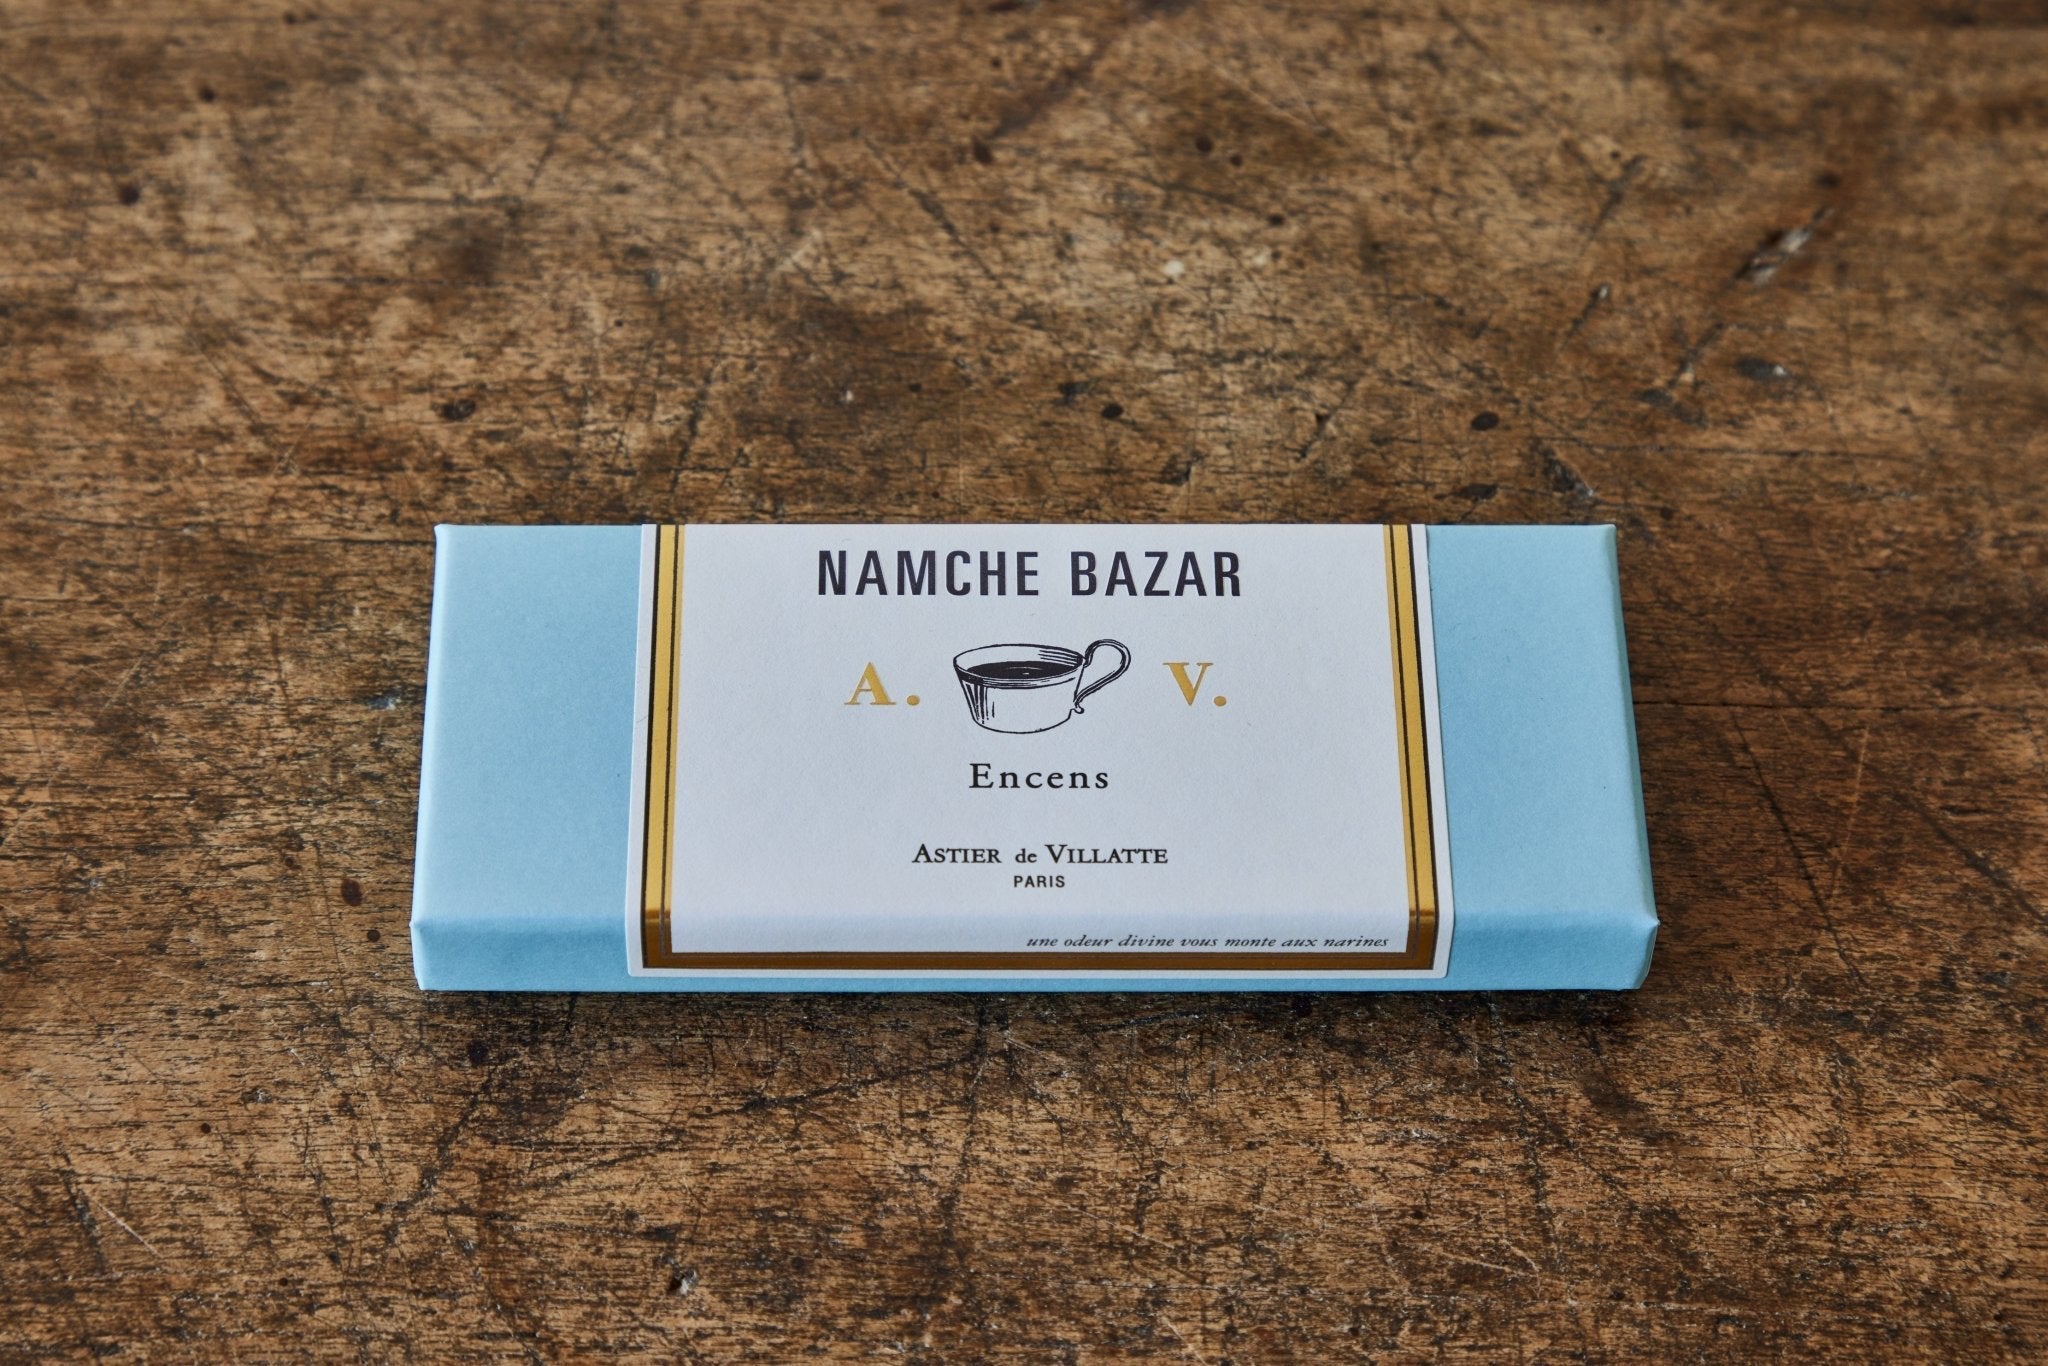 NAMCHE BAZAR
A. V.
Encens
ASTIER de VILLATTE
PARIS
une odeur divine vous monte aux narines